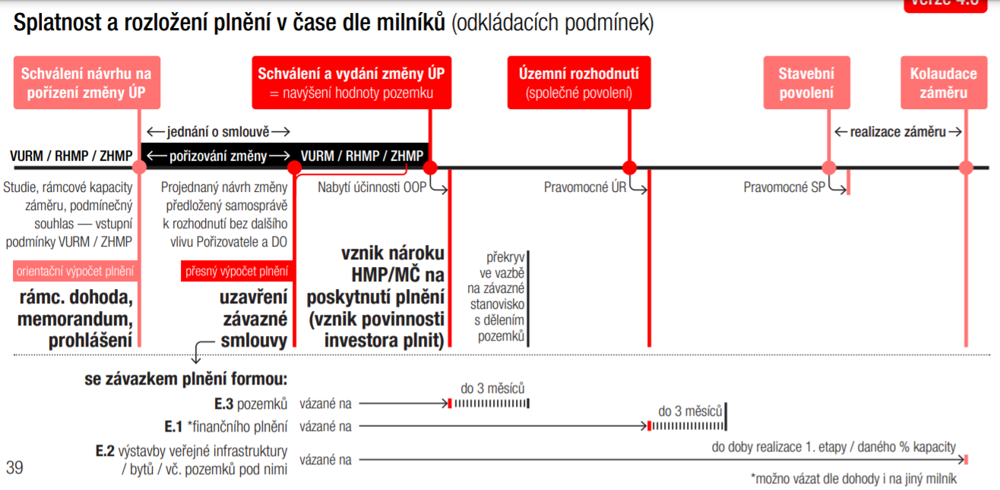 verze 4.0
Splatnost a rozložení plnění v čase dle milníků (odkládacích podmínek)
Schválení návrhu na
pořízení změny ÚP
Schválení a vydání změny ÚP
= navýšení hodnoty pozemku
Územní rozhodnutí
(společné povolení)
Stavební
povolení
Kolaudace
záměru
←jednání o smlouvě→
←realizace záměru→
VURM / RHMP / ZHMP
←pořizování změny→
VURM / RHMP / ZHMP
Studie, rámcové kapacity
záměru, podmínečný
souhlas — vstupní
podmínky VURM / ZHMP
Projednaný návrh změny
předložený samosprávě
k rozhodnutí bez dalšího
vlivu Pořizovatele a DO
Nabytí účinnosti OOP
Pravomocné ÚR
Pravomocné SP
orientační výpočet plnění
rámc. dohoda,
memorandum,
prohlášení
přesný výpočet plnění
uzavření
závazné
smlouvy
vznik nároku
HMP/MČ na
poskytnutí plnění
(vznik povinnosti
investora plnit)
překryv
ve vazbě
na závazné
stanovisko
s dělením
pozemků
se závazkem plnění formou:
do 3 měsíců
E.3 pozemků vázané na
do 3 měsíců
E.1 *finančního plnění vázané na
do doby realizace 1. etapy / daného % kapacity
E.2 výstavby veřejné infrastruktury
/ bytů / vč. pozemků pod nimi
vázané na
*možno vázat dle dohody i na jiný milník
39